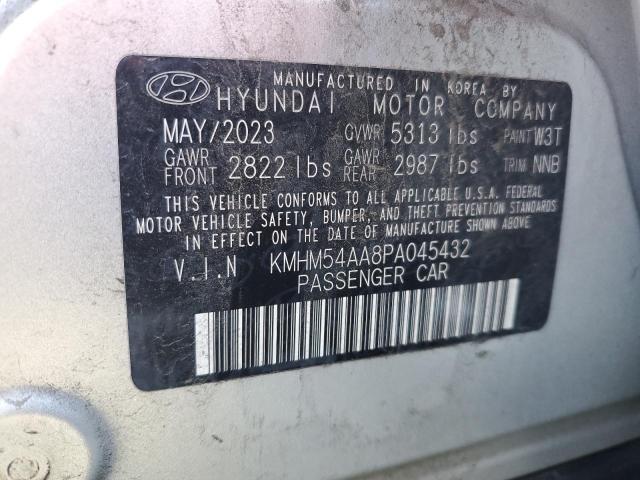 MANUFACTURED IN KOREA BY
HYUNDAI MOTOR COMPANY
MAY/2023 GVWR 5313 lbs PAINT W3T
GAWR FRONT 2822 lbs GAWR REAR 2987 lbs TRIM NNB
THIS VEHICLE CONFORMS TO ALL APPLICABLE U.S.A. FEDERAL
MOTOR VEHICLE SAFETY, BUMPER, AND THEFT PREVENTION STANDARDS
IN EFFECT ON THE DATE OF MANUFACTURE SHOWN ABOVE.
V.I.N KMHM54AA8PA045432
PASSENGER CAR